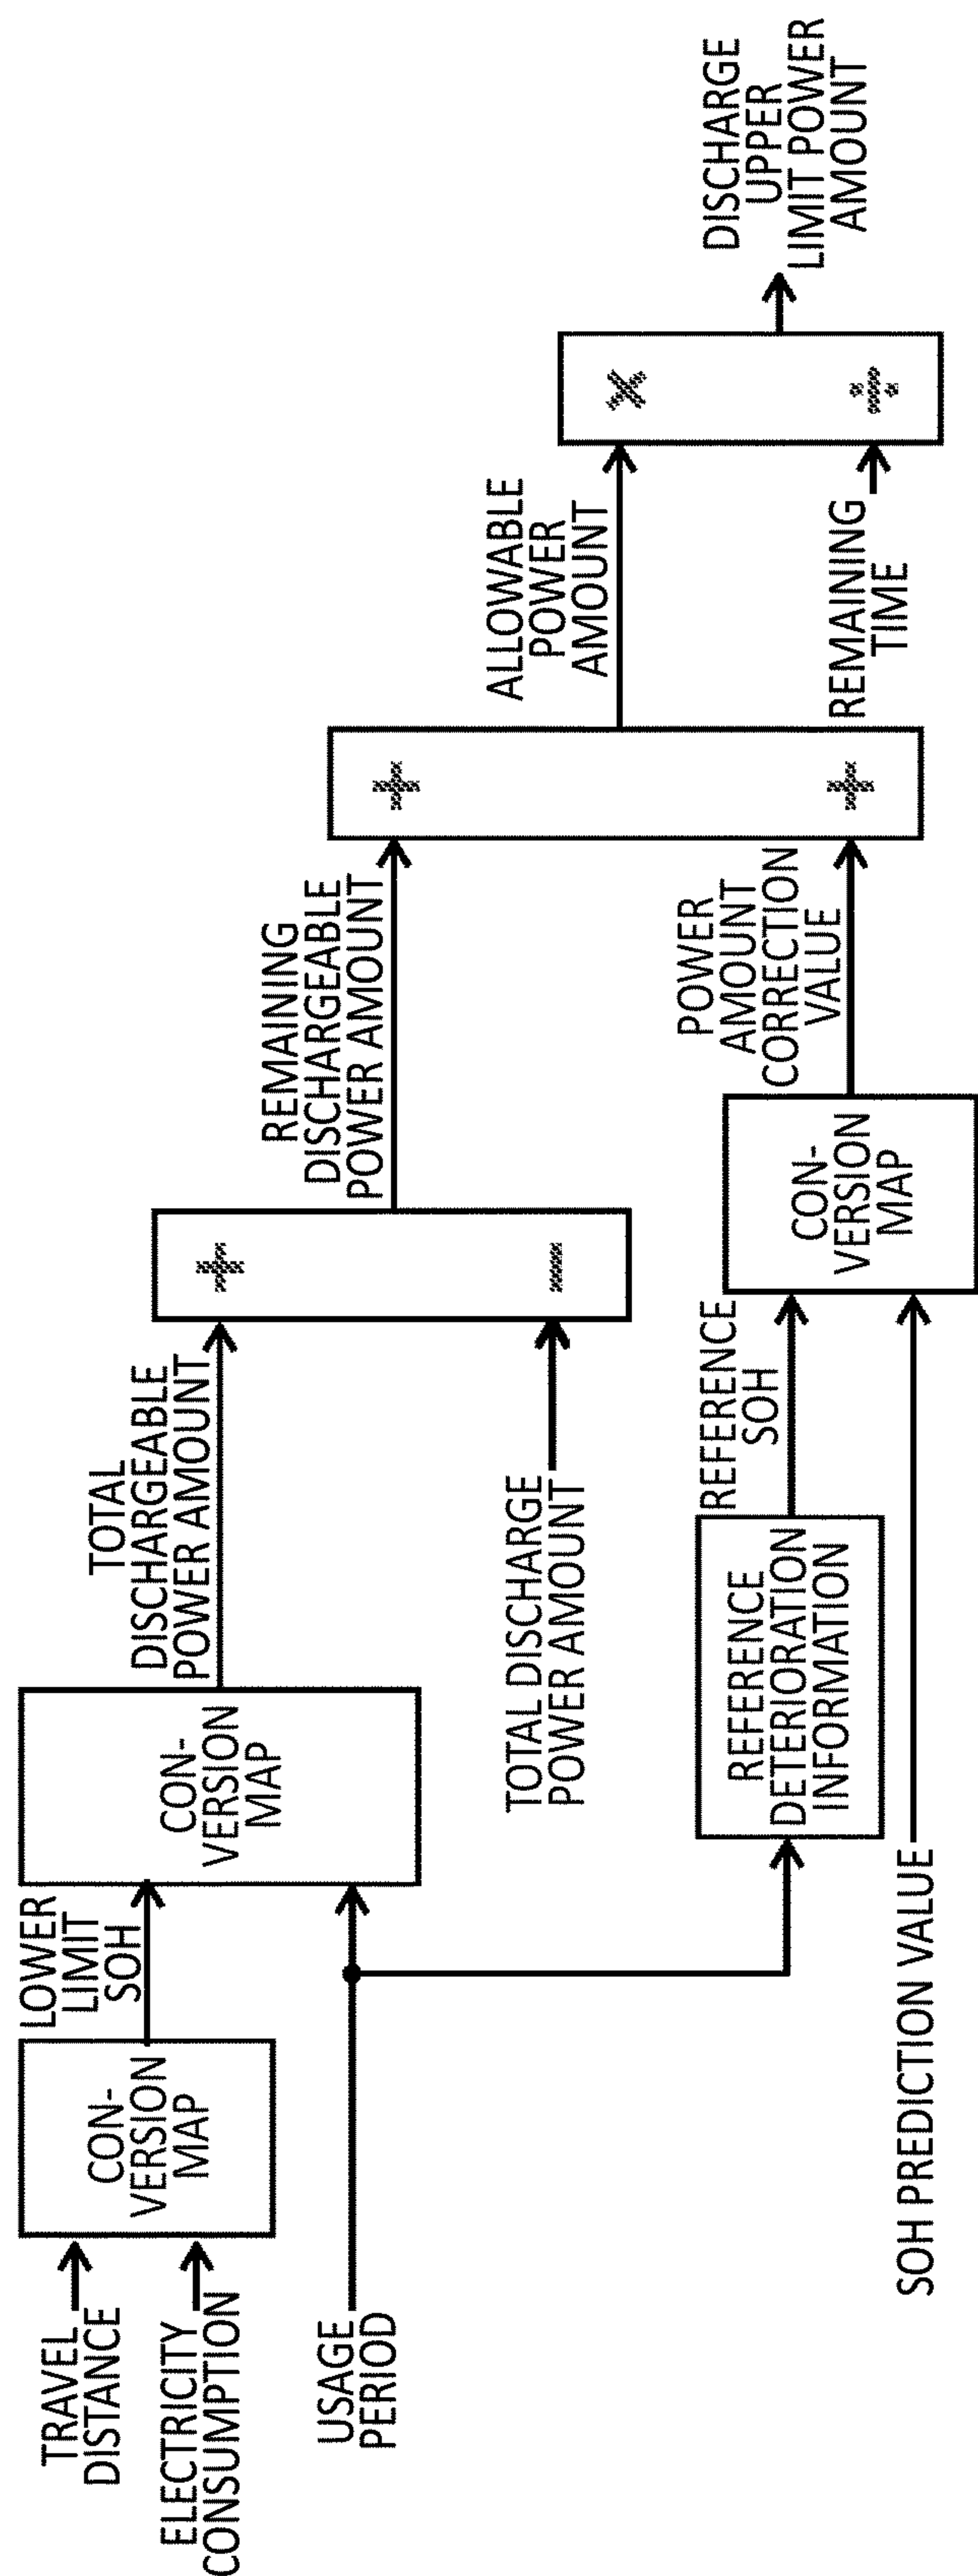 TRAVEL
DISTANCE
ELECTRICITY
CONSUMPTION
USAGE
PERIOD
CON-
VERSION
MAP
LOWER
LIMIT
SOH
CON-
VERSION
MAP
TOTAL
DISCHARGEABLE
POWER AMOUNT
TOTAL DISCHARGE
POWER AMOUNT
+
−
REMAINING
DISCHARGEABLE
POWER AMOUNT
SOH PREDICTION VALUE
REFERENCE
DETERIORATION
INFORMATION
REFERENCE
SOH
CON-
VERSION
MAP
POWER
AMOUNT
CORRECTION
VALUE
+
+
ALLOWABLE
POWER
AMOUNT
REMAINING
TIME
×
÷
DISCHARGE
UPPER
LIMIT POWER
AMOUNT